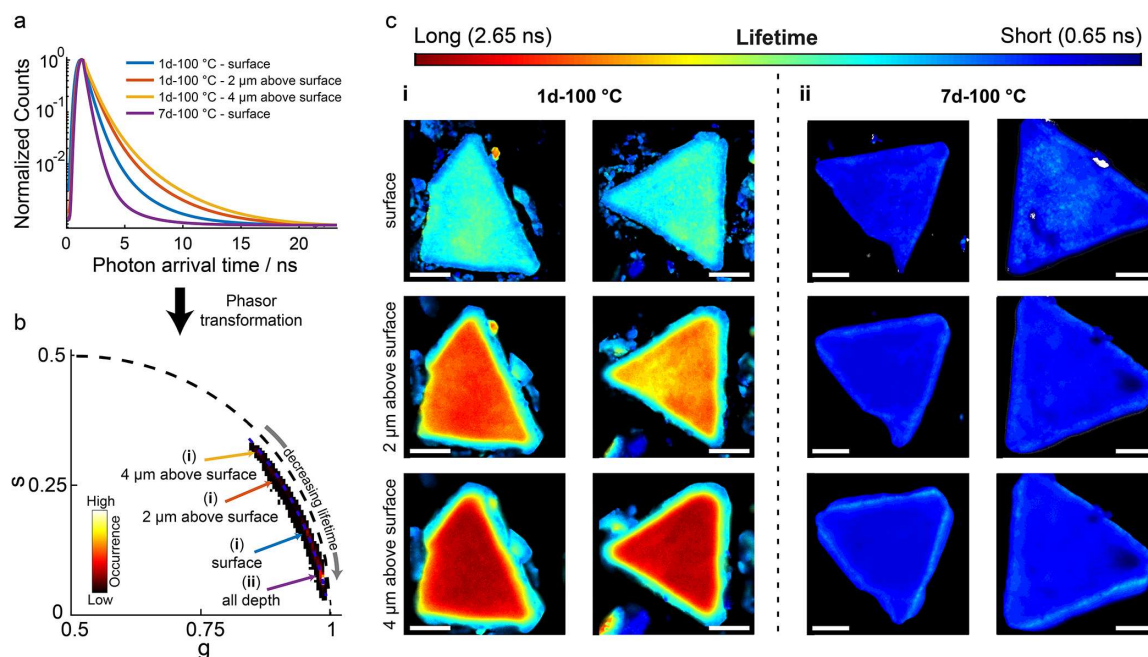 a
Normalized Counts
10⁰
10⁻¹
10⁻²
0
5
10
15
20
Photon arrival time / ns
1d-100 °C - surface
1d-100 °C - 2 µm above surface
1d-100 °C - 4 µm above surface
7d-100 °C - surface
Phasor
transformation
b
s
0.5
0.25
0
0.5
0.75
1
g
High
Occurrence
Low
(i)
4 µm above surface
(i)
2 µm above surface
(i)
surface
(ii)
all depth
decreasing lifetime
c
Long (2.65 ns)
Lifetime
Short (0.65 ns)
i
1d-100 °C
ii
7d-100 °C
surface
2 µm above surface
4 µm above surface